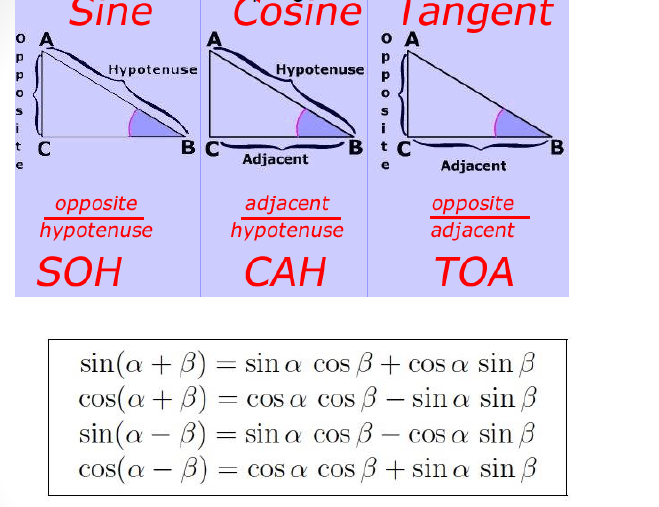 Sine Cosine Tangent
opposite A Hypotenuse C B
A Hypotenuse C B Adjacent
opposite A C B Adjacent
opposite
hypotenuse
adjacent
hypotenuse
opposite
adjacent
SOH CAH TOA
sin(α + β) = sin α cos β + cos α sin β
cos(α + β) = cos α cos β − sin α sin β
sin(α − β) = sin α cos β − cos α sin β
cos(α − β) = cos α cos β + sin α sin β